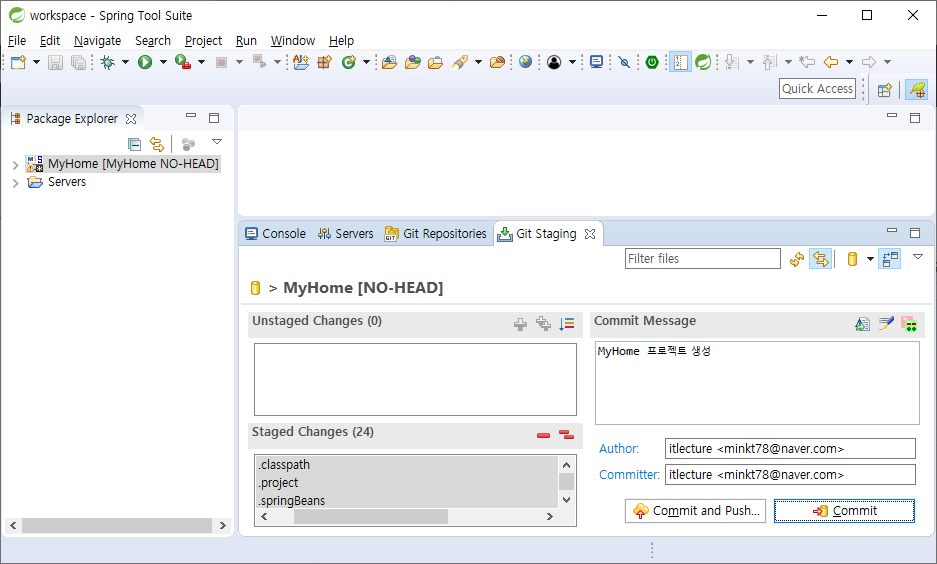 workspace - Spring Tool Suite
File Edit Navigate Search Project Run Window Help
Quick Access
Package Explorer
MyHome [MyHome NO-HEAD]
Servers
Console Servers Git Repositories Git Staging
Filter files
> MyHome [NO-HEAD]
Unstaged Changes (0)
Staged Changes (24)
.classpath
.project
.springBeans
Commit Message
MyHome 프로젝트 생성
Author: itlecture <minkt78@naver.com>
Committer: itlecture <minkt78@naver.com>
Commit and Push... Commit